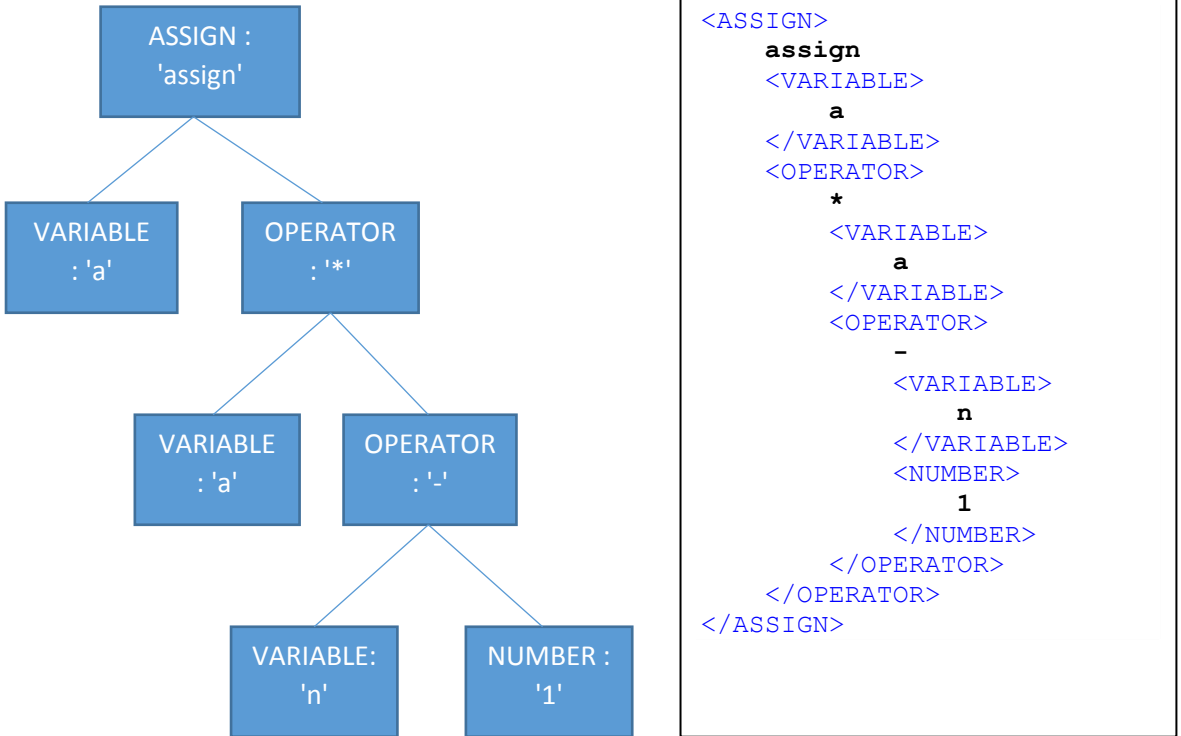 ASSIGN :
'assign'
VARIABLE
: 'a'
OPERATOR
: '*'
VARIABLE
: 'a'
OPERATOR
: '-'
VARIABLE:
'n'
NUMBER :
'1'
<ASSIGN>
    assign
    <VARIABLE>
        a
    </VARIABLE>
    <OPERATOR>
        *
        <VARIABLE>
            a
        </VARIABLE>
        <OPERATOR>
            -
            <VARIABLE>
                n
            </VARIABLE>
            <NUMBER>
                1
            </NUMBER>
        </OPERATOR>
    </OPERATOR>
</ASSIGN>